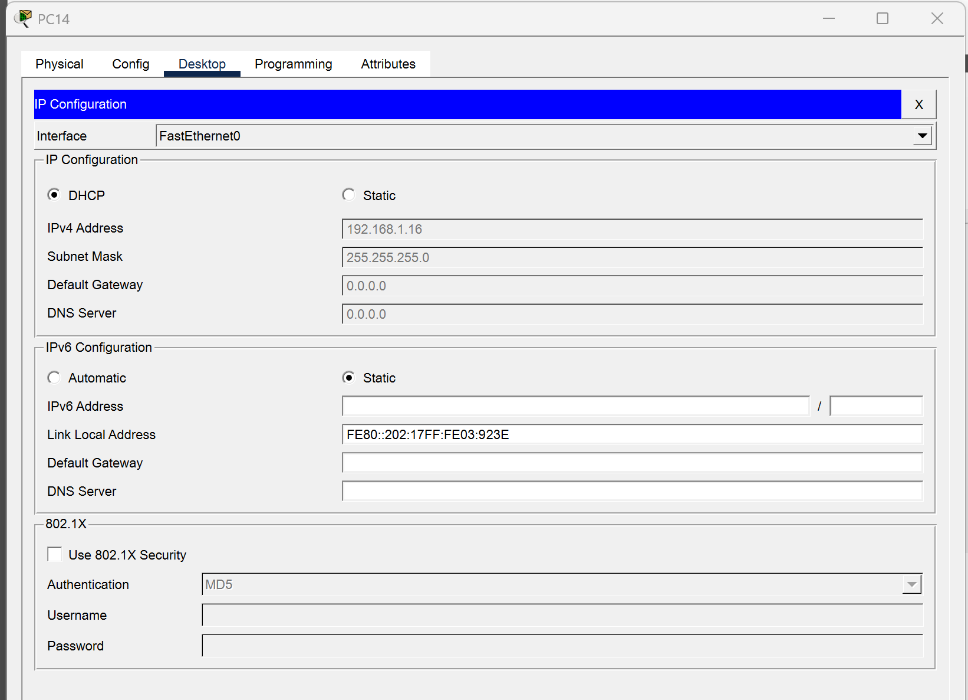 PC14
Physical Config Desktop Programming Attributes
IP Configuration X
Interface FastEthernet0
IP Configuration
DHCP Static
IPv4 Address 192.168.1.16
Subnet Mask 255.255.255.0
Default Gateway 0.0.0.0
DNS Server 0.0.0.0
IPv6 Configuration
Automatic Static
IPv6 Address /
Link Local Address FE80::202:17FF:FE03:923E
Default Gateway
DNS Server
802.1X
Use 802.1X Security
Authentication MD5
Username
Password